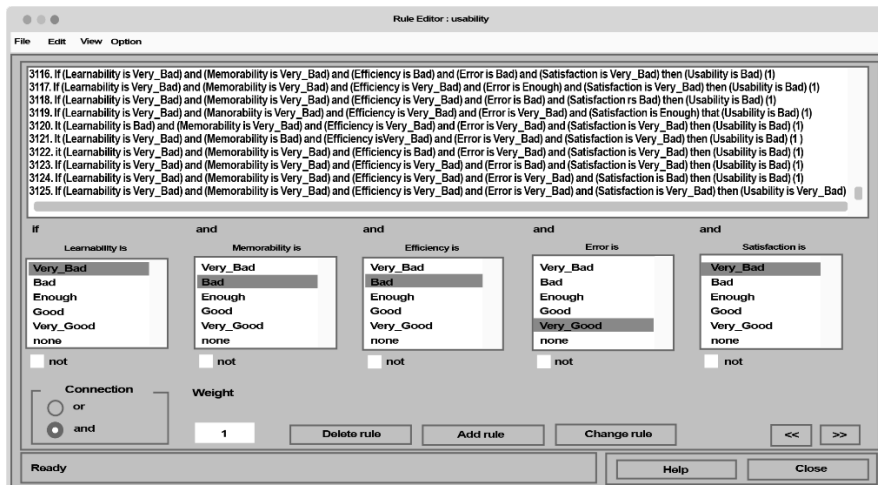 Rule Editor : usability
File Edit View Option
3116. If (Learnability is Very_Bad) and (Memorability is Very_Bad) and (Efficiency is Bad) and (Error is Bad) and (Satisfaction is Very_Bad) then (Usability is Bad) (1)
3117. If (Learnability is Very_Bad) and (Memorability is Very_Bad) and (Efficiency is Very_Bad) and (Error is Enough) and (Satisfaction is Very_Bad) then (Usability is Bad) (1)
3118. If (Learnability is Very_Bad) and (Memorability is Very_Bad) and (Efficiency is Very_Bad) and (Error is Bad) and (Satisfaction rs Bad) then (Usability is Bad) (1)
3119. If (Learnability is Very_Bad) and (Manorabily is Very_Bad) and (Efficiency is Very_Bad) and (Error is Very_Bad) and (Satisfaction is Enough) that (Usability is Bad) (1)
3120. It (Learnability is Bad) and (Memorability is Very_Bad) and (Efficiency is Very_Bad) and (Error is Very_Bad) and (Satisfaction is Very_Bad) then (Usability is Bad) (1)
3121. It (Learnability is Very_Bad) and (Memorability is Bad) and (Efficiency isVery_Bad) and (Error is Very_Bad) and (Satisfaction is Very_Bad) then (Usability is Bad) (1 )
3122. it (Learnability is Very_Bad) and (Memorability is Very_Bad) and (Efficiency is Bad) and (Error is Very_Bad) and (Satisfaction is Very_Bad) then (Usability is Bad) (1)
3123. If (Learnability is Very_Bad) and (Memorability is Very_Bad) and (Efficiency is Very_Bad) and (Error is Bad) and (Satisfaction is Very_Bad) then (Usability is Bad) (1)
3124. If (Learnability is Very_Bad) and (Memorability is Very_Bad) and (Efficiency is Very_Bad) and (Error is Very_Bad) and (Satisfaction is Bad) then (Usability is Bad) (1)
3125. If (Learnability is Very_Bad) and (Memorability is Very_Bad) and (Efficiency is Very_Bad) and (Error is Very_Bad) and (Satisfaction is Very_Bad) then (Usability is Very_Bad)
if and and and and
Learnability is Memorability is Efficiency is Error is Satisfaction is
Very_Bad Very_Bad Very_Bad Very_Bad Very_Bad
Bad Bad Bad Bad Bad
Enough Enough Enough Enough Enough
Good Good Good Good Good
Very_Good Very_Good Very_Good Very_Good Very_Good
none none none none none
not not not not not
Connection Weight
or
and 1 Delete rule Add rule Change rule << >>
Ready Help Close